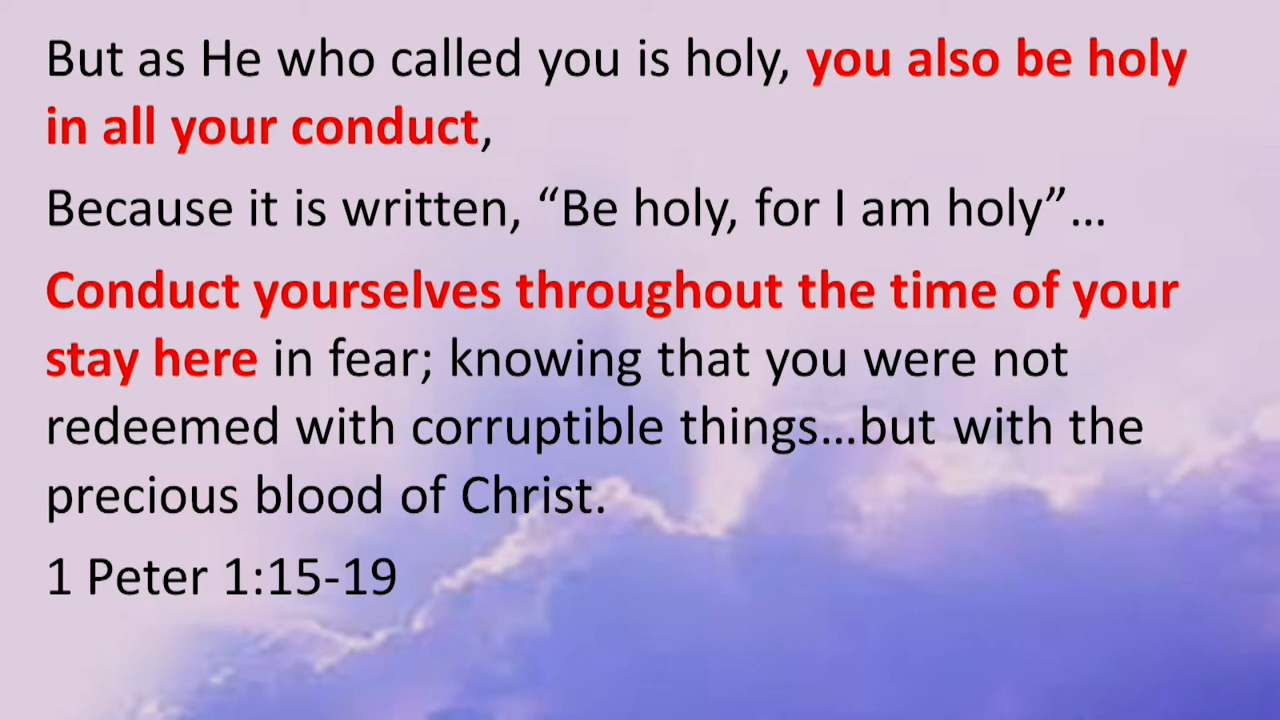 But as He who called you is holy, you also be holy
in all your conduct,
Because it is written, “Be holy, for I am holy”…
Conduct yourselves throughout the time of your
stay here in fear; knowing that you were not
redeemed with corruptible things…but with the
precious blood of Christ.
1 Peter 1:15-19